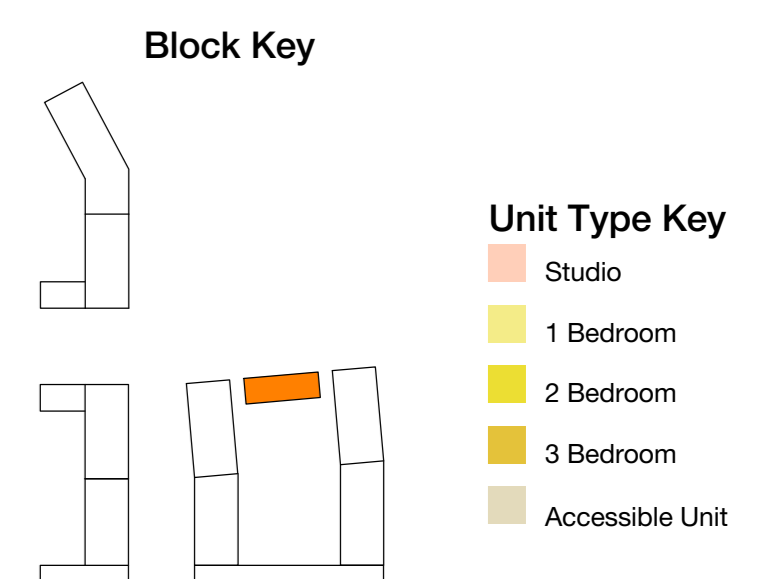 Block Key
Unit Type Key
Studio
1 Bedroom
2 Bedroom
3 Bedroom
Accessible Unit